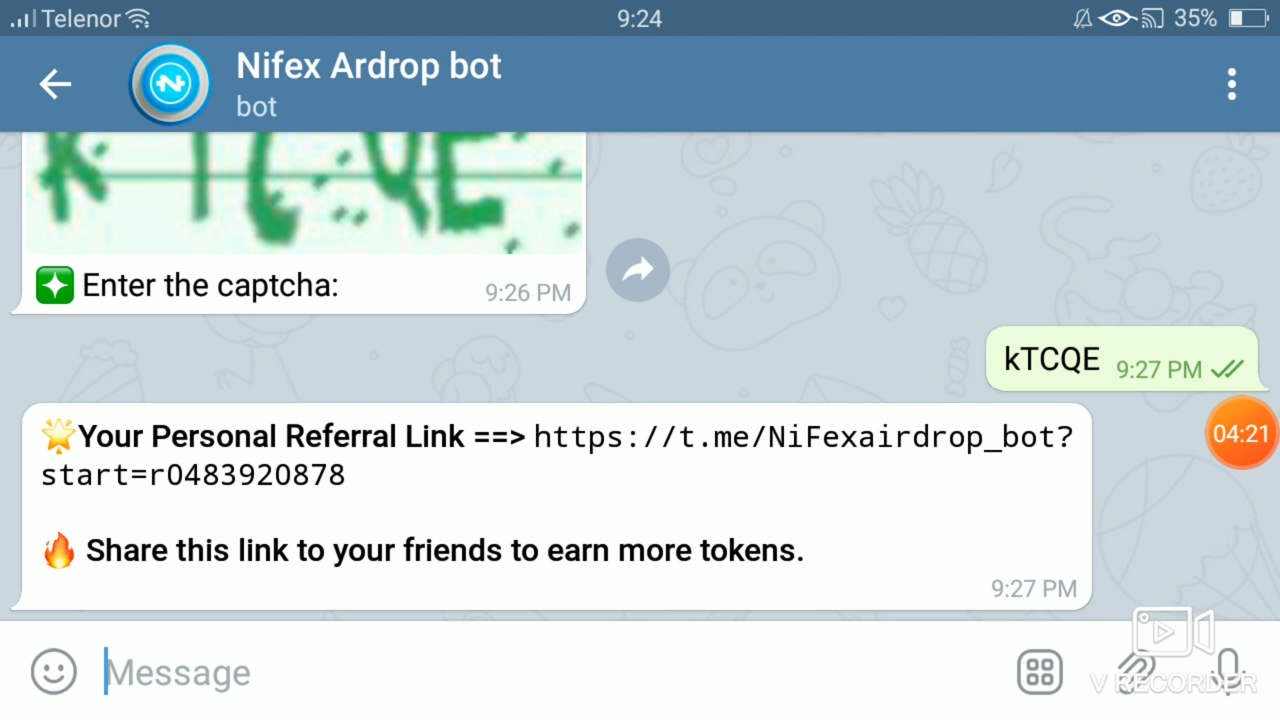 Telenor 9:24 35%
Nifex Ardrop bot
bot
kTCQE
Enter the captcha: 9:26 PM
kTCQE 9:27 PM
04:21
🌟Your Personal Referral Link ==> https://t.me/NiFexairdrop_bot?
start=r0483920878
🔥 Share this link to your friends to earn more tokens.
9:27 PM
Message
V RECORDER